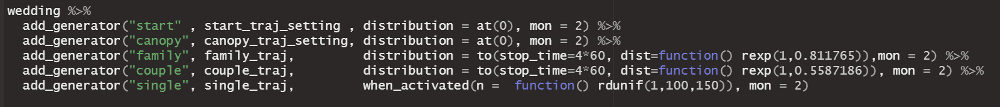 wedding %>%
  add_generator("start" , start_traj_setting , distribution = at(0), mon = 2) %>%
  add_generator("canopy", canopy_traj_setting, distribution = at(0), mon = 2) %>%
  add_generator("family", family_traj,         distribution = to(stop_time=4*60, dist=function() rexp(1,0.811765)),mon = 2) %>%
  add_generator("couple", couple_traj,         distribution = to(stop_time=4*60, dist=function() rexp(1,0.5587186)), mon = 2) %>%
  add_generator("single", single_traj,         when_activated(n =  function() rdunif(1,100,150)), mon = 2)